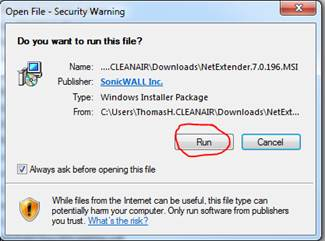 Open File - Security Warning
Do you want to run this file?
Name: ....CLEANAIR\Downloads\NetExtender.7.0.196.MSI
Publisher: SonicWALL Inc.
Type: Windows Installer Package
From: C:\Users\ThomasH.CLEANAIR\Downloads\NetExt...
Run Cancel
Always ask before opening this file
While files from the Internet can be useful, this file type can
potentially harm your computer. Only run software from publishers
you trust. What's the risk?